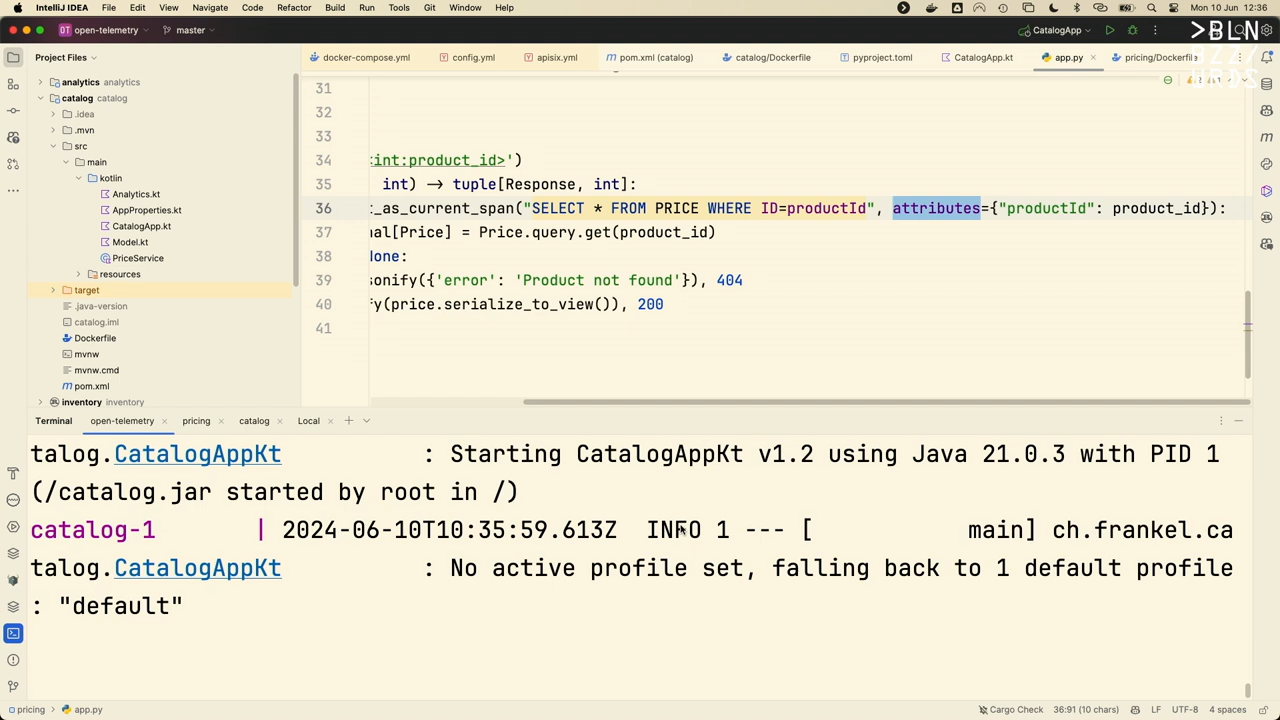 IntelliJ IDEA File Edit View Navigate Code Refactor Build Run Tools Git Window Help
Mon 10 Jun 12:36
OT open-telemetry master
CatalogApp
>BLN
Project Files
docker-compose.yml config.yml apisix.yml pom.xml (catalog) catalog/Dockerfile pyproject.toml CatalogApp.kt app.py pricing/Dockerfile
analytics analytics
catalog catalog
.idea
.mvn
src
main
kotlin
Analytics.kt
AppProperties.kt
CatalogApp.kt
Model.kt
PriceService
resources
target
.java-version
catalog.iml
Dockerfile
mvnw
mvnw.cmd
pom.xml
inventory inventory
31
32
33
34 <int:product_id>')
35 int) → tuple[Response, int]:
36 t_as_current_span("SELECT * FROM PRICE WHERE ID=productId", attributes={"productId": product_id}):
37 nal[Price] = Price.query.get(product_id)
38 None:
39 sonify({'error': 'Product not found'}), 404
40 fy(price.serialize_to_view()), 200
41
Terminal open-telemetry pricing catalog Local
talog.CatalogAppKt : Starting CatalogAppKt v1.2 using Java 21.0.3 with PID 1
(/catalog.jar started by root in /)
catalog-1 | 2024-06-10T10:35:59.613Z INFO 1 --- [ main] ch.frankel.ca
talog.CatalogAppKt : No active profile set, falling back to 1 default profile
: "default"
pricing app.py
Cargo Check 36:91 (10 chars) LF UTF-8 4 spaces